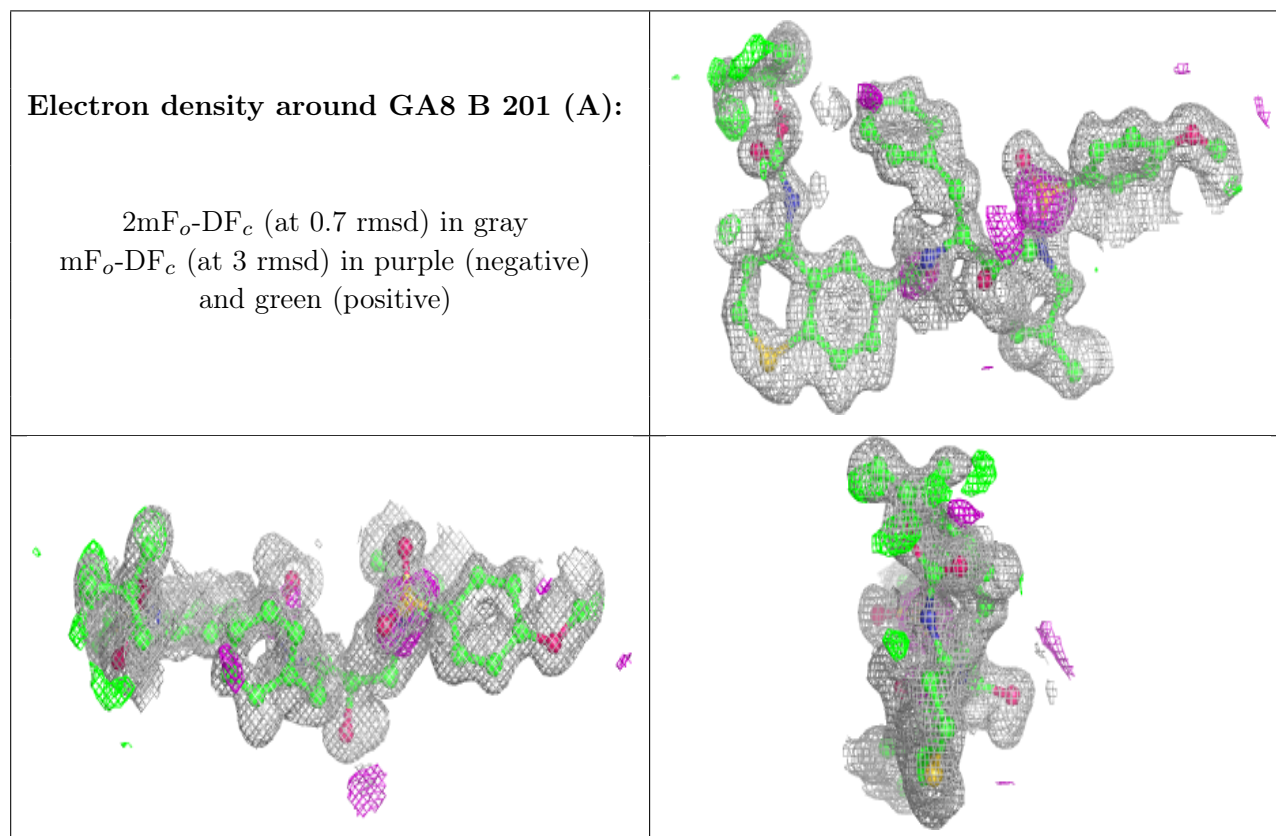 Electron density around GA8 B 201 (A):
2mFₒ-DF𝒸 (at 0.7 rmsd) in gray
mFₒ-DF𝒸 (at 3 rmsd) in purple (negative)
and green (positive)